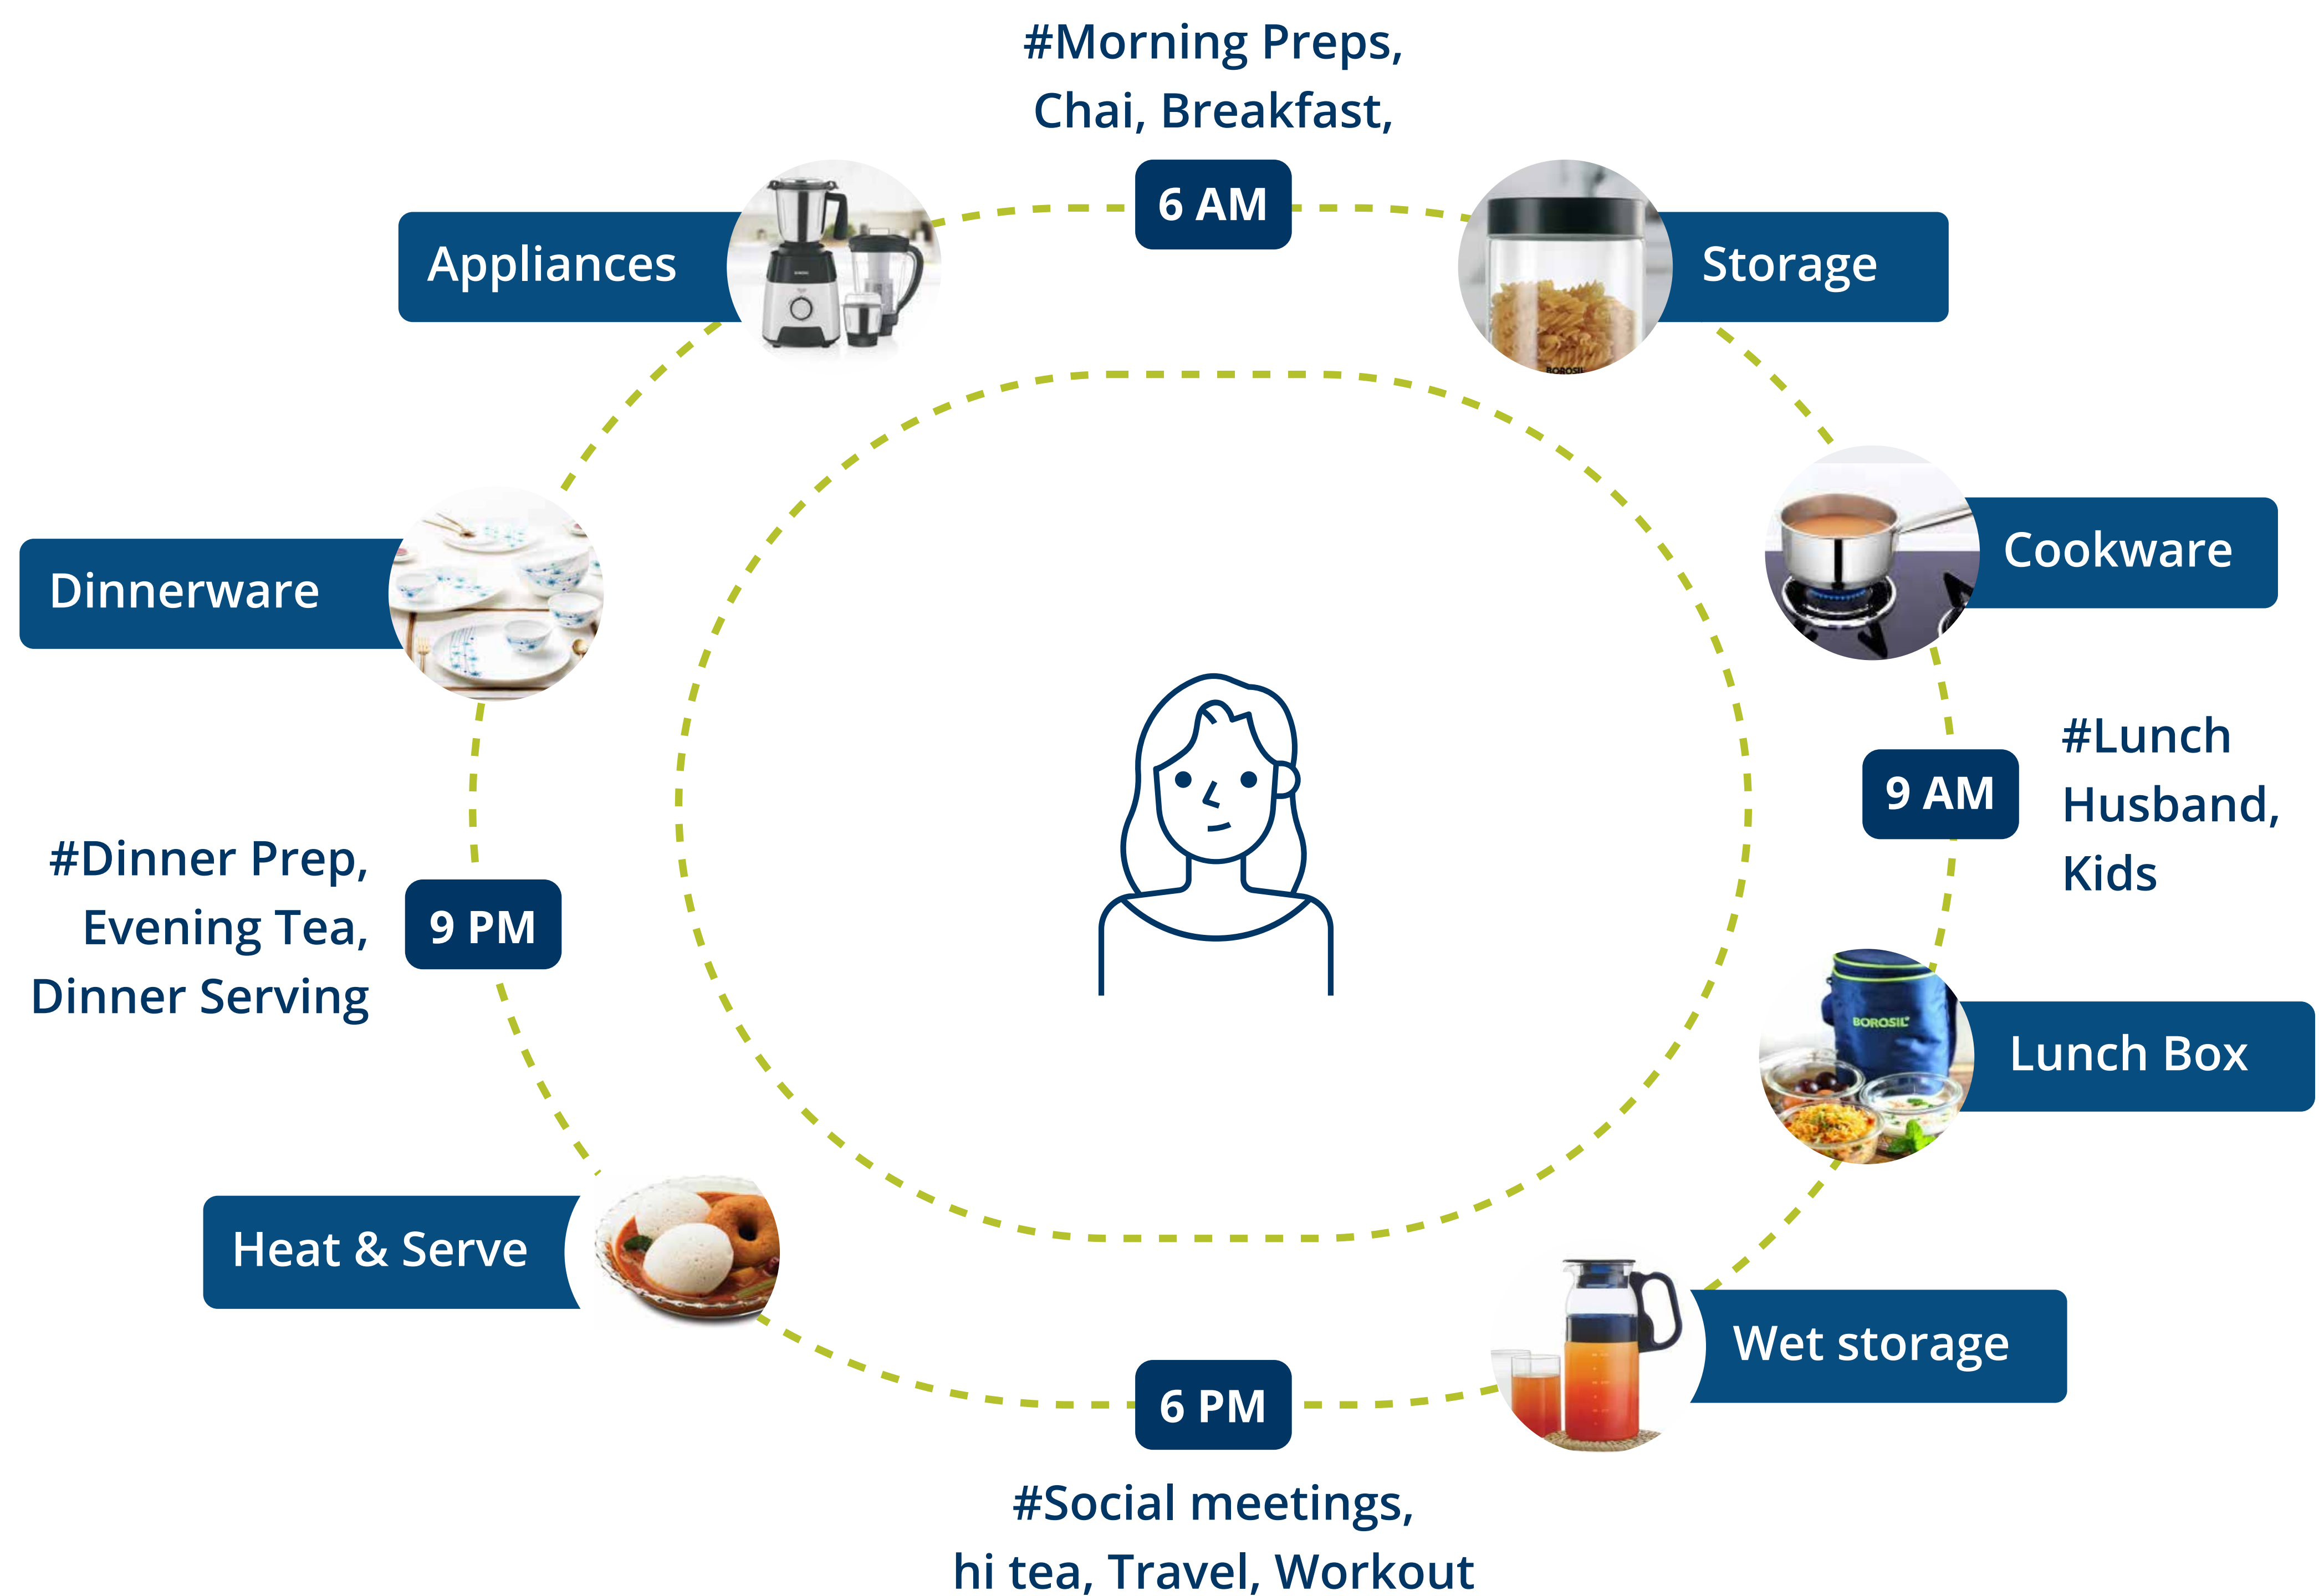 #Morning Preps,
Chai, Breakfast,
6 AM
Appliances
Storage
BOROSIL
Cookware
Dinnerware
#Lunch
Husband,
Kids
9 AM
#Dinner Prep,
Evening Tea,
Dinner Serving
9 PM
BOROSIL
Lunch Box
Heat & Serve
Wet storage
6 PM
#Social meetings,
hi tea, Travel, Workout